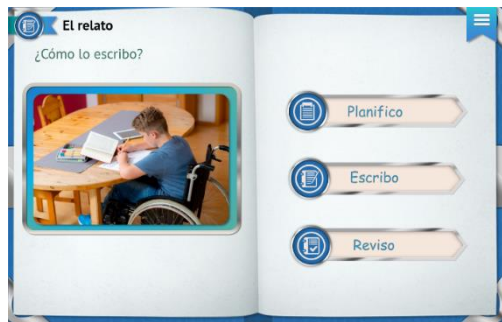 El relato
¿Cómo lo escribo?
Planifico
Escribo
Reviso